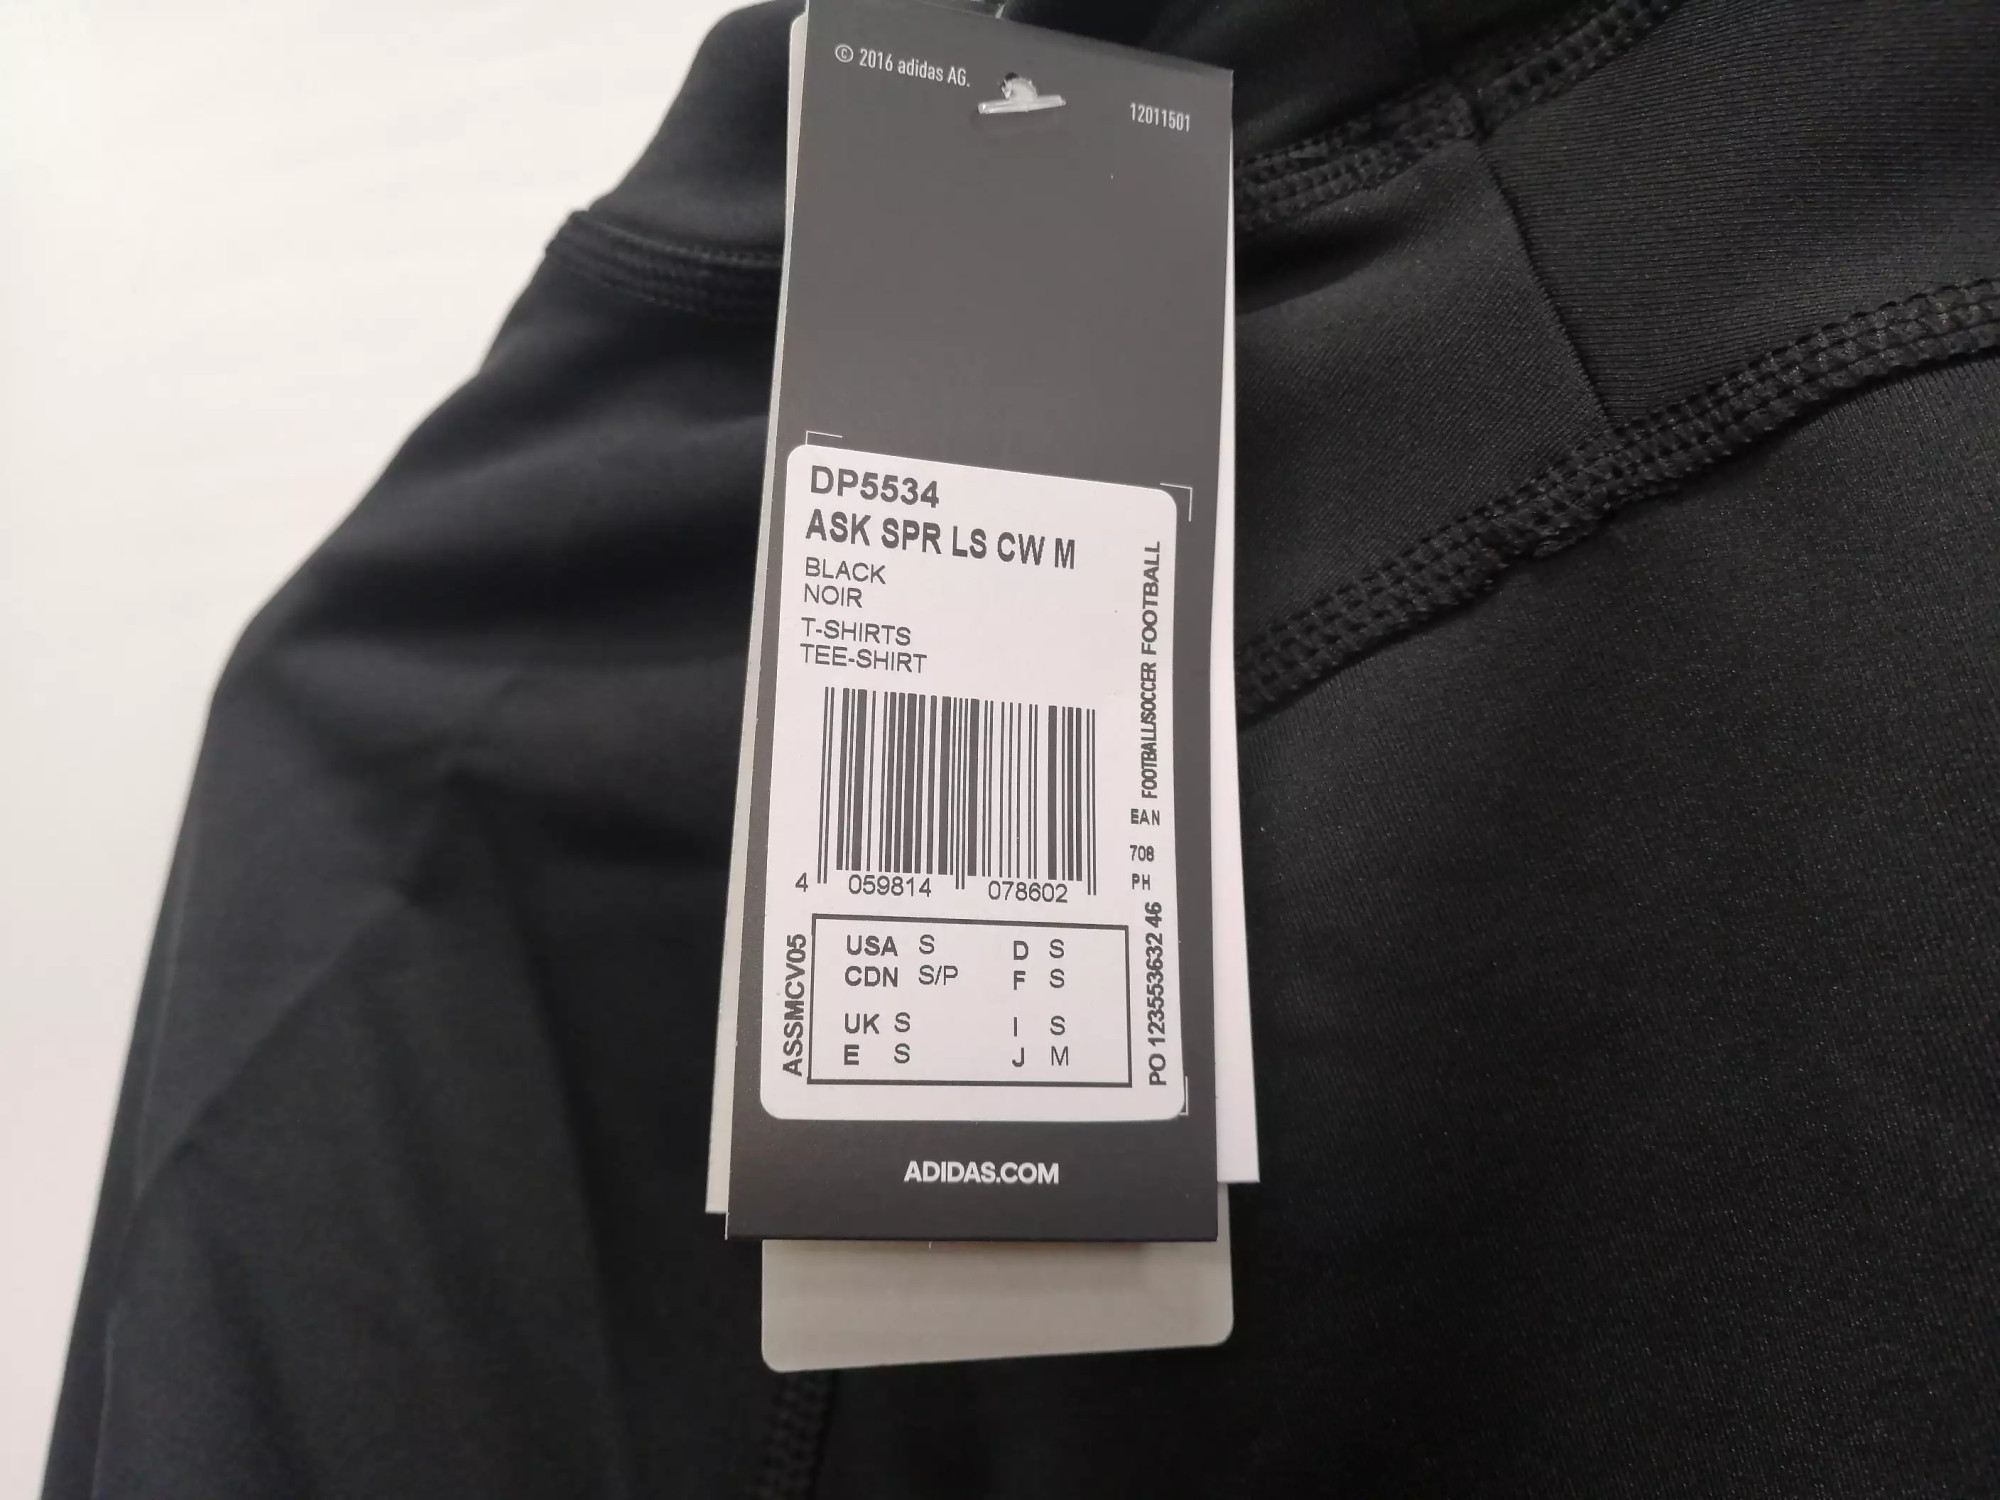 © 2016 adidas AG.
12011501
DP5534
ASK SPR LS CW M
BLACK
NOIR
T-SHIRTS
TEE-SHIRT
FOOTBALL/SOCCER FOOTBALL
EAN
708
PH
PO 123553632 46
4 059814 078602
ASSMCV05
USA S D S
CDN S/P F S
UK S I S
E S J M
ADIDAS.COM